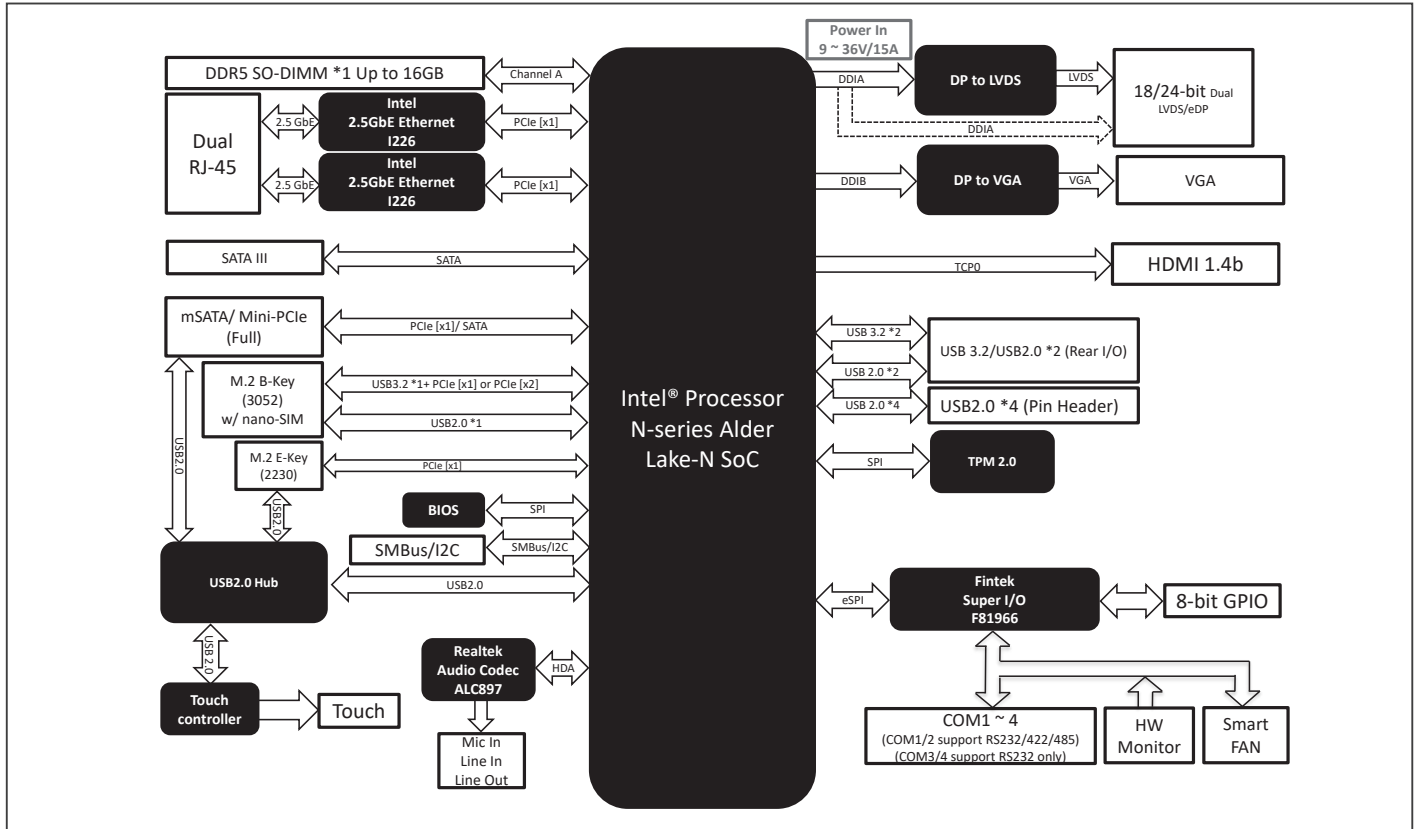 Power In
9 ~ 36V/15A
DDR5 SO-DIMM *1 Up to 16GB
Channel A
Dual
RJ-45
2.5 GbE
Intel
2.5GbE Ethernet
I226
PCIe [x1]
2.5 GbE
Intel
2.5GbE Ethernet
I226
PCIe [x1]
SATA III
SATA
mSATA/ Mini-PCIe
(Full)
PCIe [x1]/ SATA
M.2 B-Key
(3052)
w/ nano-SIM
USB3.2 *1+ PCIe [x1] or PCIe [x2]
USB2.0 *1
USB2.0
M.2 E-Key
(2230)
PCIe [x1]
USB2.0
BIOS
SPI
SMBus/I2C
SMBus/I2C
USB2.0 Hub
USB2.0
USB 2.0
Touch
controller
Touch
Realtek
Audio Codec
ALC897
HDA
Mic In
Line In
Line Out
Intel® Processor
N-series Alder
Lake-N SoC
DDIA
DP to LVDS
LVDS
18/24-bit Dual
LVDS/eDP
DDIA
DDIB
DP to VGA
VGA
VGA
TCP0
HDMI 1.4b
USB 3.2 *2
USB 2.0 *2
USB 3.2/USB2.0 *2 (Rear I/O)
USB 2.0 *4
USB2.0 *4 (Pin Header)
SPI
TPM 2.0
eSPI
Fintek
Super I/O
F81966
8-bit GPIO
COM1 ~ 4
(COM1/2 support RS232/422/485)
(COM3/4 support RS232 only)
HW
Monitor
Smart
FAN